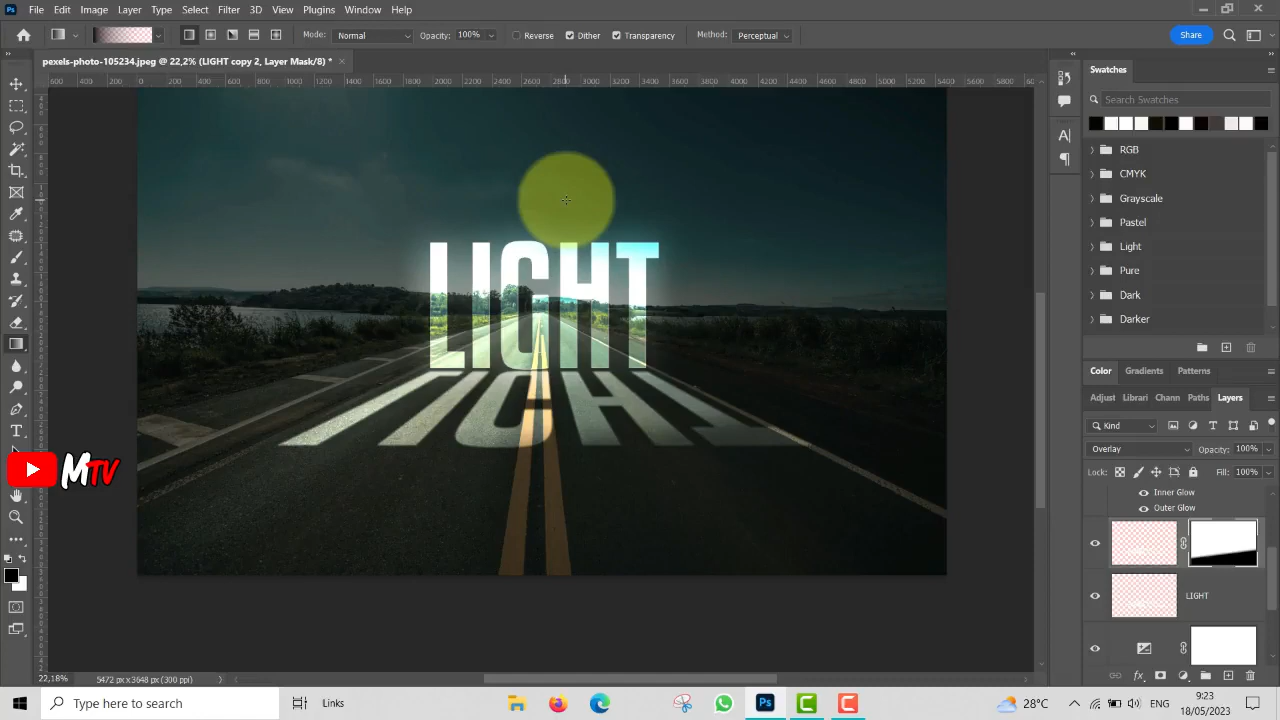 Ps File Edit Image Layer Type Select Filter 3D View Plugins Window Help
Mode: Normal Opacity: 100% Reverse Dither Transparency Method: Perceptual Share
pexels-photo-105234.jpeg @ 22,2% (LIGHT copy 2, Layer Mask/8) *
Swatches
Search Swatches
RGB
CMYK
Grayscale
Pastel
Light
Pure
Dark
Darker
LIGHT
LIGHT
MTV
Color Gradients Patterns
Adjust Librari Chann Paths Layers
Kind
Overlay Opacity: 100%
Lock: Fill: 100%
Inner Glow
Outer Glow
LIGHT
22,18% 5472 px x 3648 px (300 ppi)
Type here to search
Links
Ps
28°C
9:23
18/05/2023